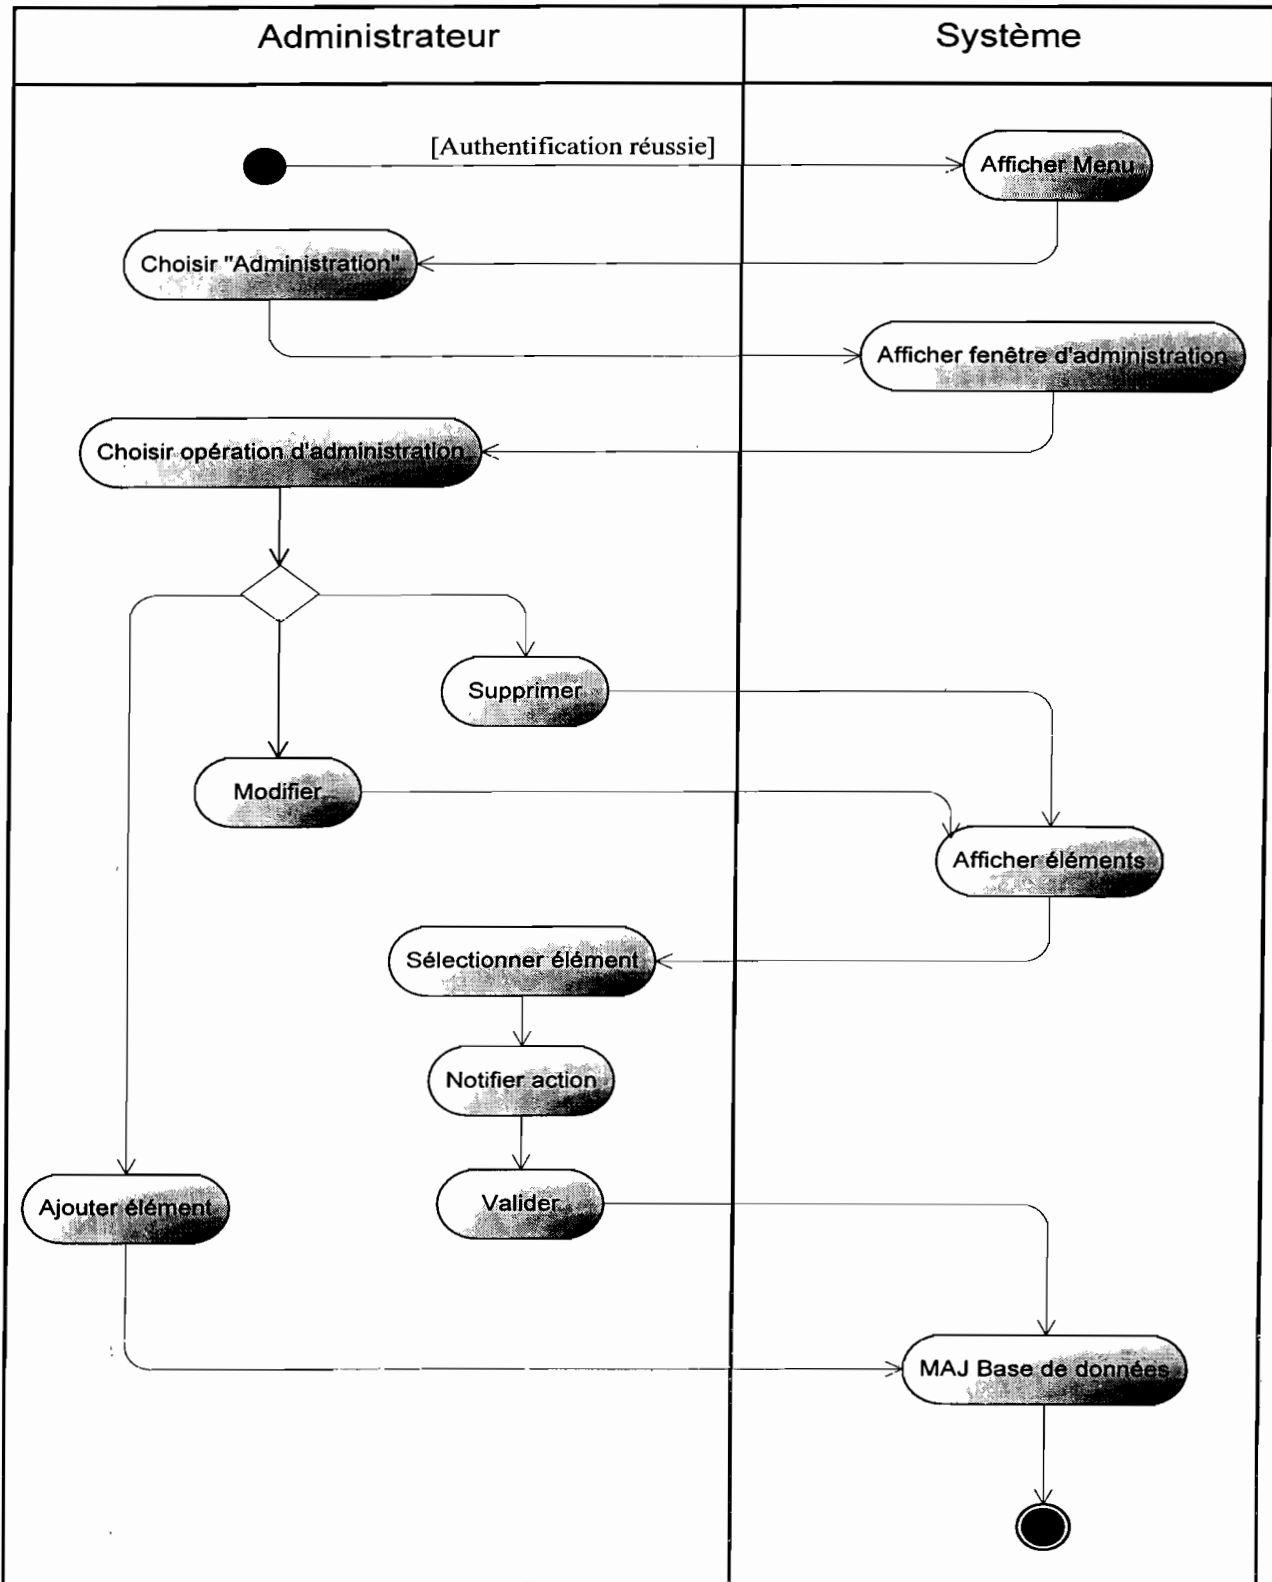 Administrateur
Système
[Authentification réussie]
Afficher Menu
Choisir "Administration"
Afficher fenêtre d'administration
Choisir opération d'administration
Supprimer
Modifier
Afficher éléments
Sélectionner élément
Notifier action
Ajouter élément
Valider
MAJ Base de données